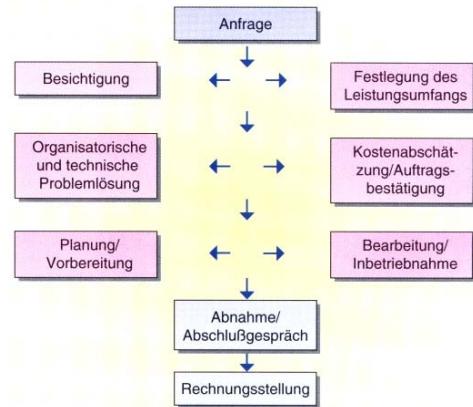 Anfrage
Besichtigung
Festlegung des
Leistungsumfangs
Organisatorische
und technische
Problemlösung
Kostenabschät-
zung/Auftrags-
bestätigung
Planung/
Vorbereitung
Bearbeitung/
Inbetriebnahme
Abnahme/
Abschlußgespräch
Rechnungsstellung